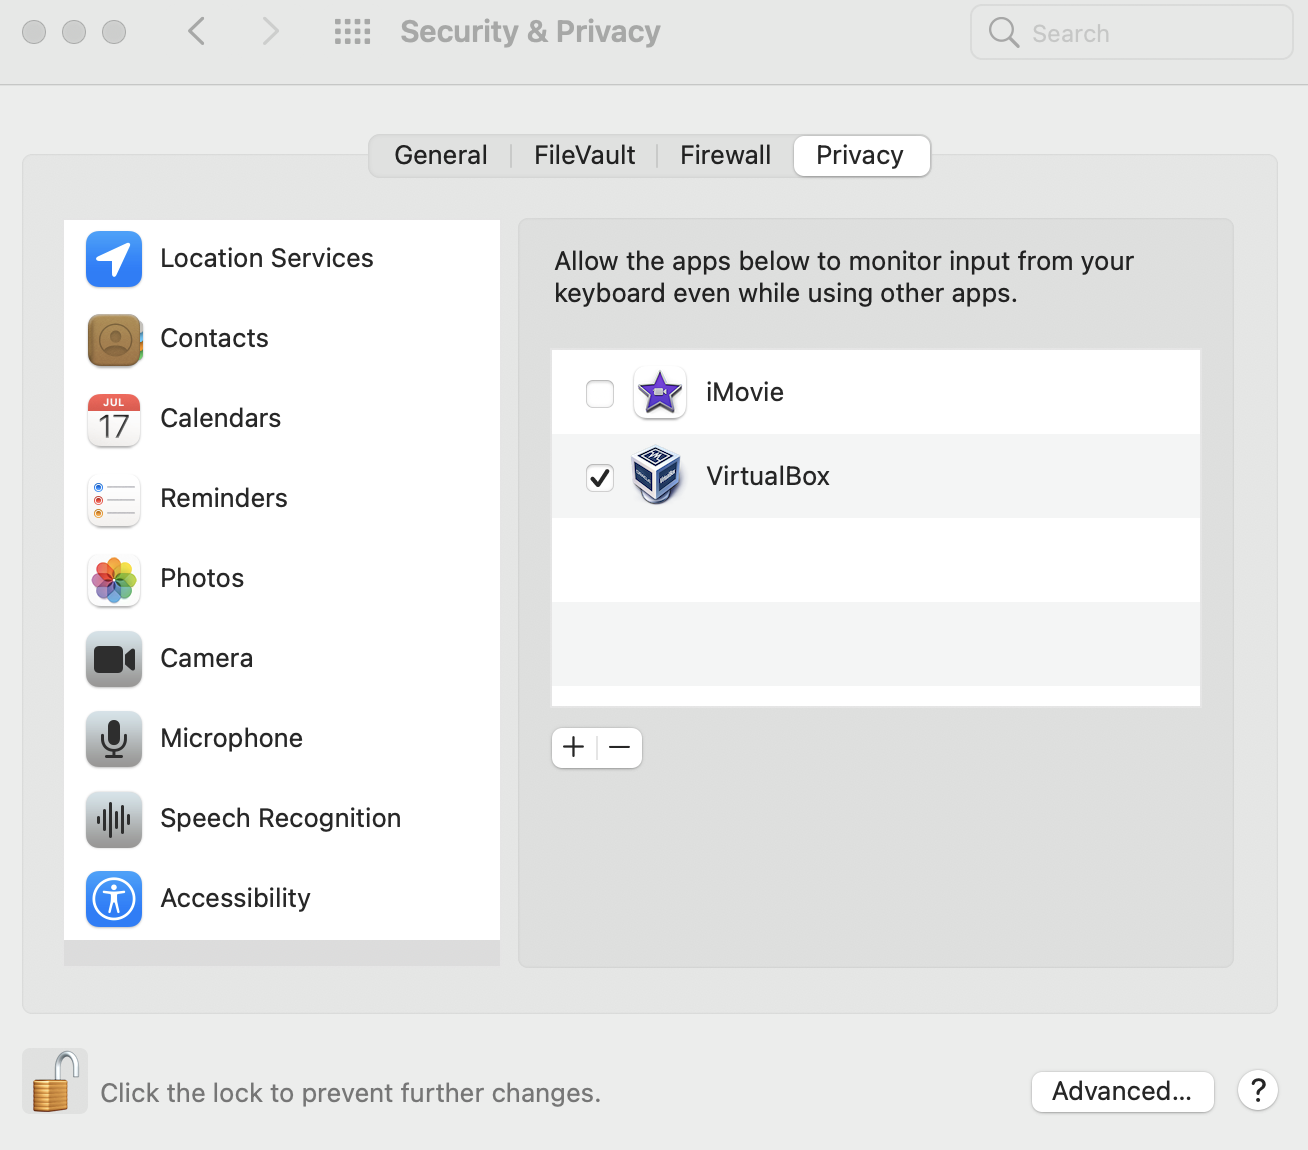 Security & Privacy
Search
General
FileVault
Firewall
Privacy
Location Services
Contacts
JUL
17
Calendars
Reminders
Photos
Camera
Microphone
Speech Recognition
Accessibility
Allow the apps below to monitor input from your
keyboard even while using other apps.
iMovie
VirtualBox
Click the lock to prevent further changes.
Advanced...
?